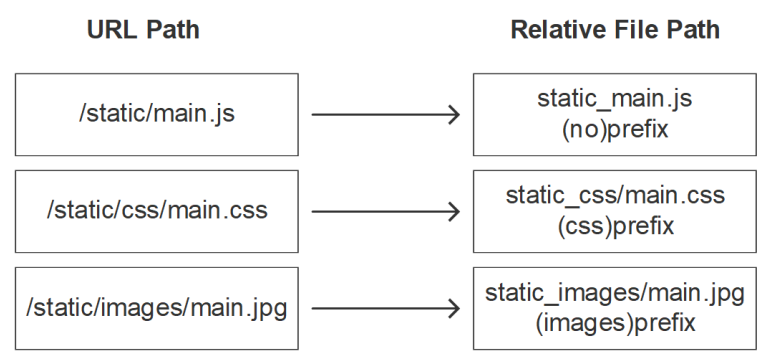 URL Path
Relative File Path
/static/main.js
static_main.js
(no)prefix
/static/css/main.css
static_css/main.css
(css)prefix
/static/images/main.jpg
static_images/main.jpg
(images)prefix